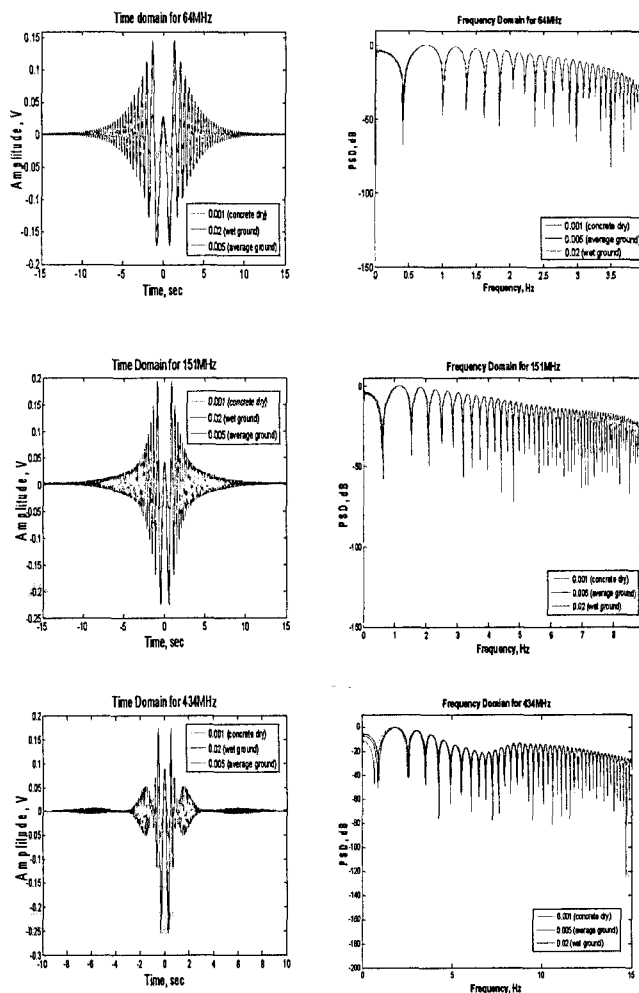 Time domain for 64MHz
0.15
0.1
0.05
0
-0.05
-0.1
-0.15
-0.2
Amplitude, V
0.001 (concrete dry)
0.02 (wet ground)
0.005 (average ground)
-15 -10 -5 0 5 10 15
Time, sec
Frequency Domain for 64MHz
0
-50
-100
-150
PSD, dB
0.001 (concrete dry)
0.005 (average ground)
0.02 (wet ground)
0 0.5 1 1.5 2 2.5 3 3.5
Frequency, Hz
Time Domain for 151MHz
0.2
0.15
0.1
0.05
0
-0.05
-0.1
-0.15
-0.2
-0.25
Amplitude, V
0.001 (concrete dry)
0.02 (wet ground)
0.005 (average ground)
-15 -10 -5 0 5 10 15
Time, sec
Frequency Domain for 151MHz
0
-50
-100
-150
PSD, dB
0.001 (concrete dry)
0.005 (average ground)
0.02 (wet ground)
0 1 2 3 4 5 6 7 8
Frequency, Hz
Time Domain for 434MHz
0.2
0.15
0.1
0.05
0
-0.05
-0.1
-0.15
-0.2
-0.25
-0.3
Amplitude, V
0.001 (concrete dry)
0.02 (wet ground)
0.005 (average ground)
-10 -8 -6 -4 -2 0 2 4 6 8 10
Time, sec
Frequency Domian for 434MHz
0
-20
-40
-60
-80
-100
-120
-140
-160
-180
-200
PSD, dB
0.001 (concrete dry)
0.005 (average ground)
0.02 (wet ground)
0 5 10 15
Frequency, Hz